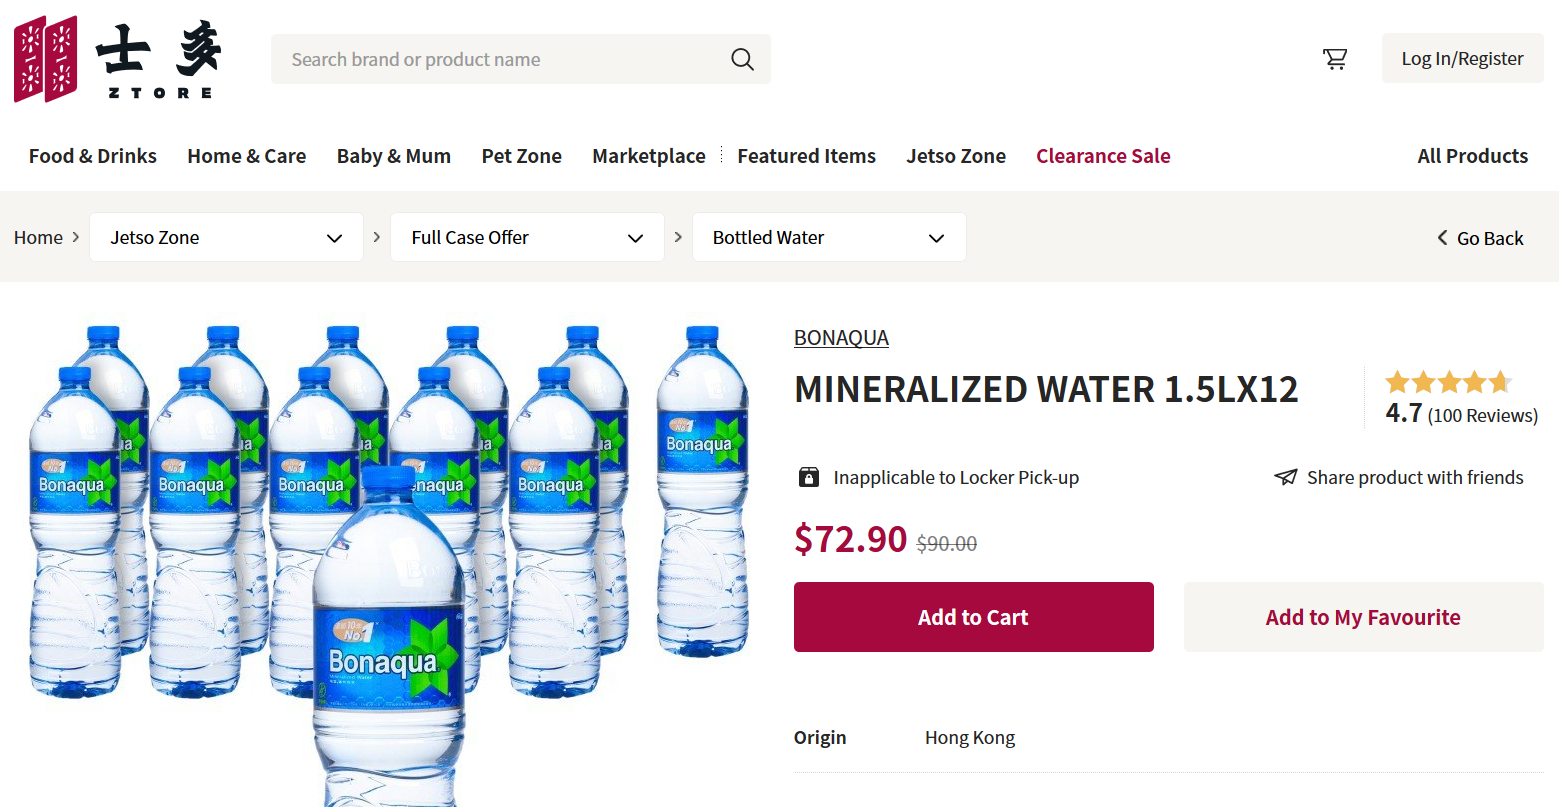 士多
ZTORE
Search brand or product name
Log In/Register
Food & Drinks
Home & Care
Baby & Mum
Pet Zone
Marketplace
Featured Items
Jetso Zone
Clearance Sale
All Products
Home
Jetso Zone
Full Case Offer
Bottled Water
Go Back
BONAQUA
MINERALIZED WATER 1.5LX12
4.7 (100 Reviews)
Inapplicable to Locker Pick-up
Share product with friends
$72.90 $90.00
Add to Cart
Add to My Favourite
Origin
Hong Kong
Bonaqua
Bonaqua
Bonaqua
Bonaqua
naqua
Bonaqua
No1
Bonaqua
Mineralized Water